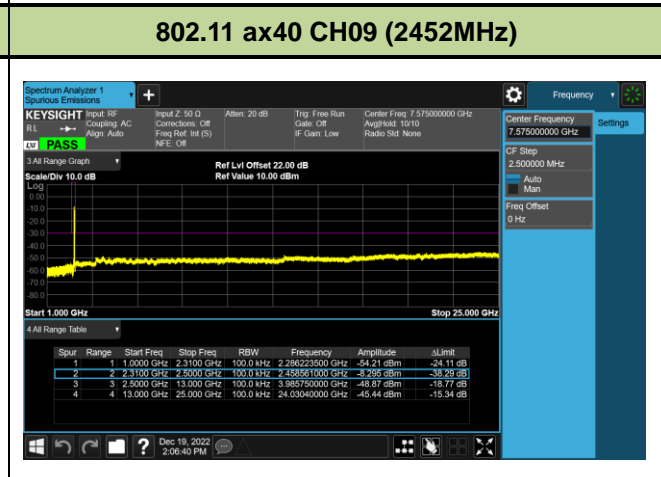 802.11 ax40 CH09 (2452MHz)
Spectrum Analyzer 1
Spurious Emissions
Frequency
KEYSIGHT
Input: RF
Coupling: AC
Align: Auto
Input Z: 50 Ω
Corrections: Off
Freq Ref: Int (S)
NFE: Off
Atten: 20 dB
Trig: Free Run
Gate: Off
IF Gain: Low
Center Freq: 7.575000000 GHz
Avg|Hold: 10/10
Radio Std: None
RL
LXI
PASS
Center Frequency
7.575000000 GHz
Settings
CF Step
2.500000 MHz
Auto
Man
Freq Offset
0 Hz
3 All Range Graph
Ref Lvl Offset 22.00 dB
Scale/Div 10.0 dB
Ref Value 10.00 dBm
Log
0.00
-10.0
-20.0
-30.0
-40.0
-50.0
-60.0
-70.0
-80.0
Start 1.000 GHz
Stop 25.000 GHz
4 All Range Table
Spur Range Start Freq Stop Freq RBW Frequency Amplitude ΔLimit
1 1 1.0000 GHz 2.3100 GHz 100.0 kHz 2.286223500 GHz -54.21 dBm -24.11 dB
2 2 2.3100 GHz 2.5000 GHz 100.0 kHz 2.458561000 GHz -8.295 dBm -38.29 dB
3 3 2.5000 GHz 13.000 GHz 100.0 kHz 3.985750000 GHz -48.87 dBm -18.77 dB
4 4 13.000 GHz 25.000 GHz 100.0 kHz 24.03040000 GHz -45.44 dBm -15.34 dB
Dec 19, 2022
2:06:40 PM